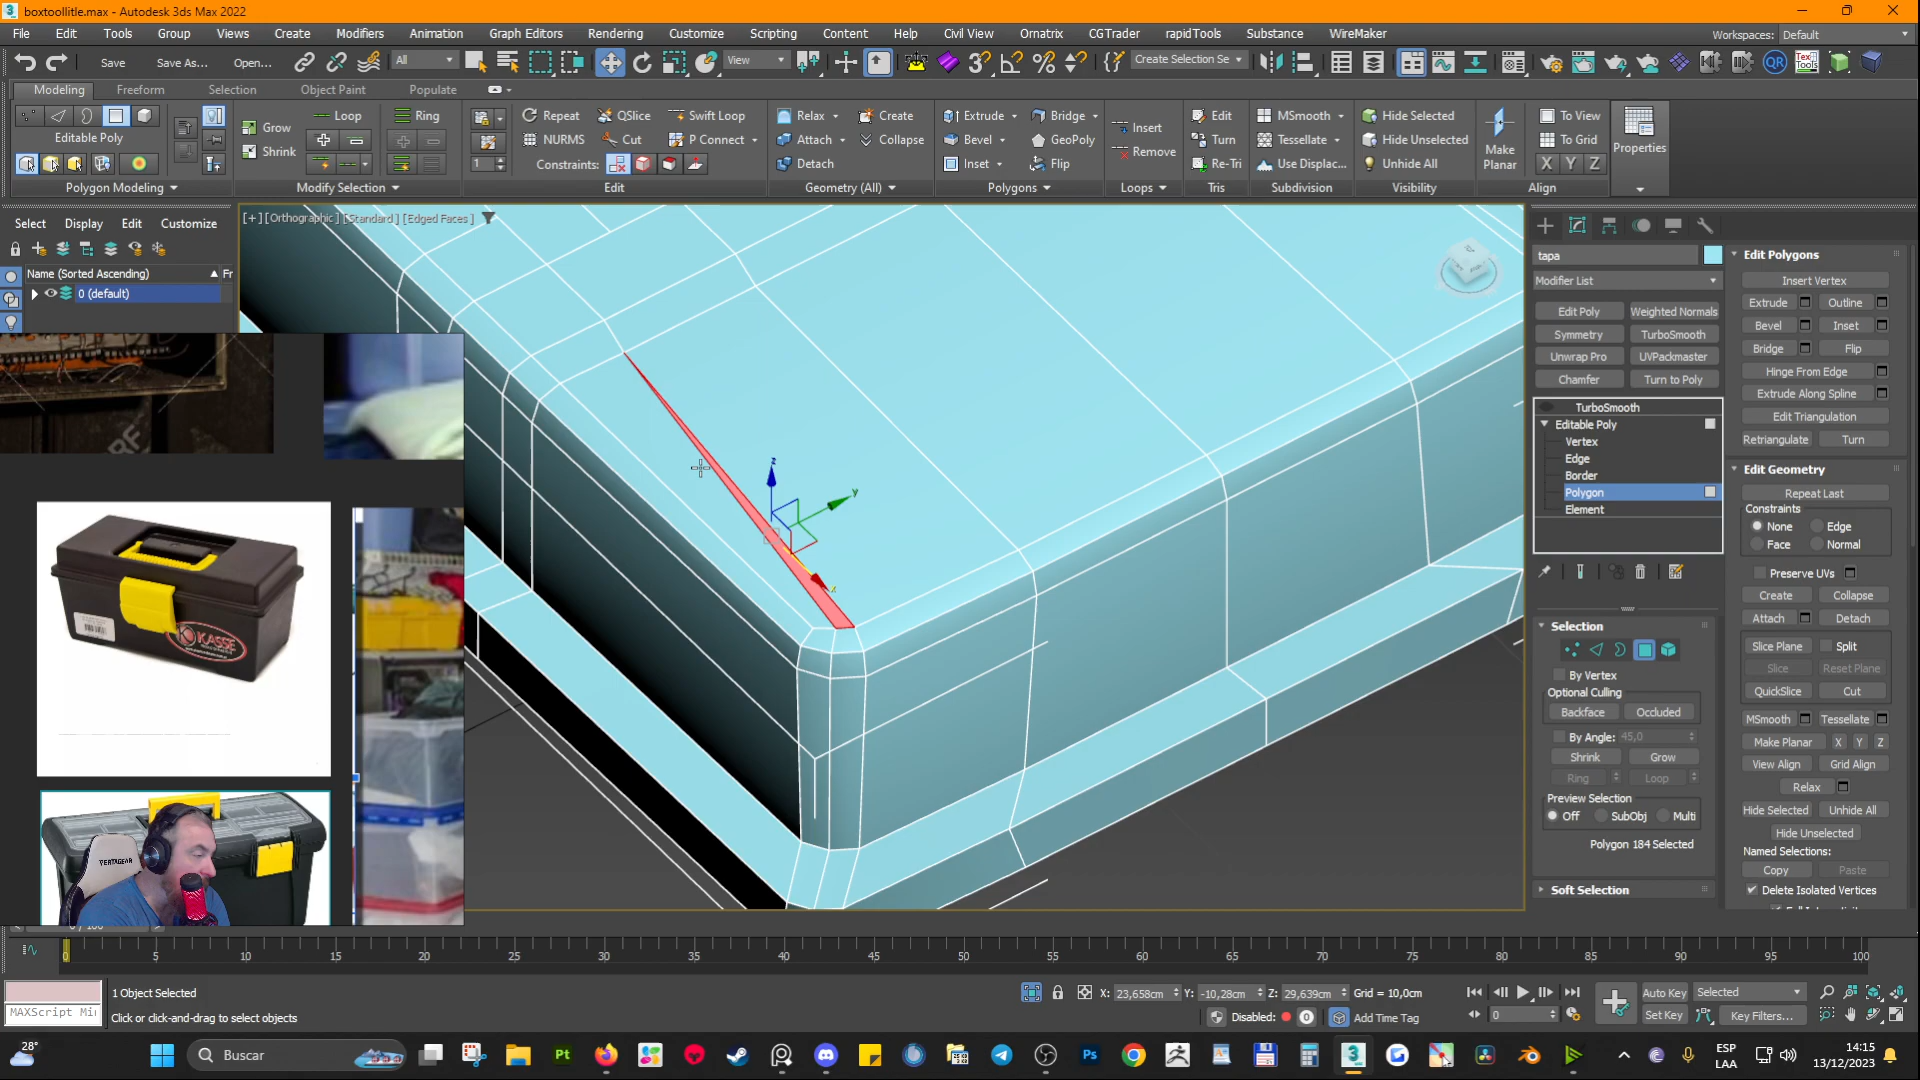 boxtoollitle.max - Autodesk 3ds Max 2022
File Edit Tools Group Views Create Modifiers Animation Graph Editors Rendering Customize Scripting Content Help Civil View Ornatrix CGTrader rapidTools Substance WireMaker Workspaces: Default
Save Save As... Open... All View Create Selection Se
Modeling Freeform Selection Object Paint Populate
Grow Loop Ring Repeat QSlice Swift Loop Relax Create Extrude Bridge Insert Edit MSmooth Hide Selected To View
Editable Poly Shrink NURMS Cut P Connect Attach Collapse Bevel GeoPoly Remove Turn Tessellate Hide Unselected Make Planar To Grid Properties
1 Constraints: Detach Inset Flip Re-Tri Use Displac... Unhide All X Y Z
Polygon Modeling Modify Selection Edit Geometry (All) Polygons Loops Tris Subdivision Visibility Align
Select Display Edit Customize
Name (Sorted Ascending) Fr
0 (default)
[+] [Orthographic] [Standard] [Edged Faces]
z
y
x
KASSE
VERTAGEAR
tapa
Modifier List
Edit Poly Weighted Normals
Symmetry TurboSmooth
Unwrap Pro UVPackmaster
Chamfer Turn to Poly
TurboSmooth
Editable Poly
Vertex
Edge
Border
Polygon
Element
Selection
By Vertex
Optional Culling
Backface Occluded
By Angle: 45,0
Shrink Grow
Ring Loop
Preview Selection
Off SubObj Multi
Polygon 184 Selected
Soft Selection
Edit Polygons
Insert Vertex
Extrude Outline
Bevel Inset
Bridge Flip
Hinge From Edge
Extrude Along Spline
Edit Triangulation
Retriangulate Turn
Edit Geometry
Repeat Last
Constraints
None Edge
Face Normal
Preserve UVs
Create Collapse
Attach Detach
Slice Plane Split
Slice Reset Plane
QuickSlice Cut
MSmooth Tessellate
Make Planar X Y Z
View Align Grid Align
Relax
Hide Selected Unhide All
Hide Unselected
Named Selections:
Copy Paste
Delete Isolated Vertices
0 5 10 15 20 25 30 35 40 45 50 55 60 65 70 75 80 85 90 95 100
1 Object Selected X: 23,658cm Y: -10,28cm Z: 29,639cm Grid = 10,0cm Auto Key Selected
MAXScript Mi Click or click-and-drag to select objects Disabled: 0 Add Time Tag 0 Set Key Key Filters...
28° Buscar ESP LAA 14:15 13/12/2023